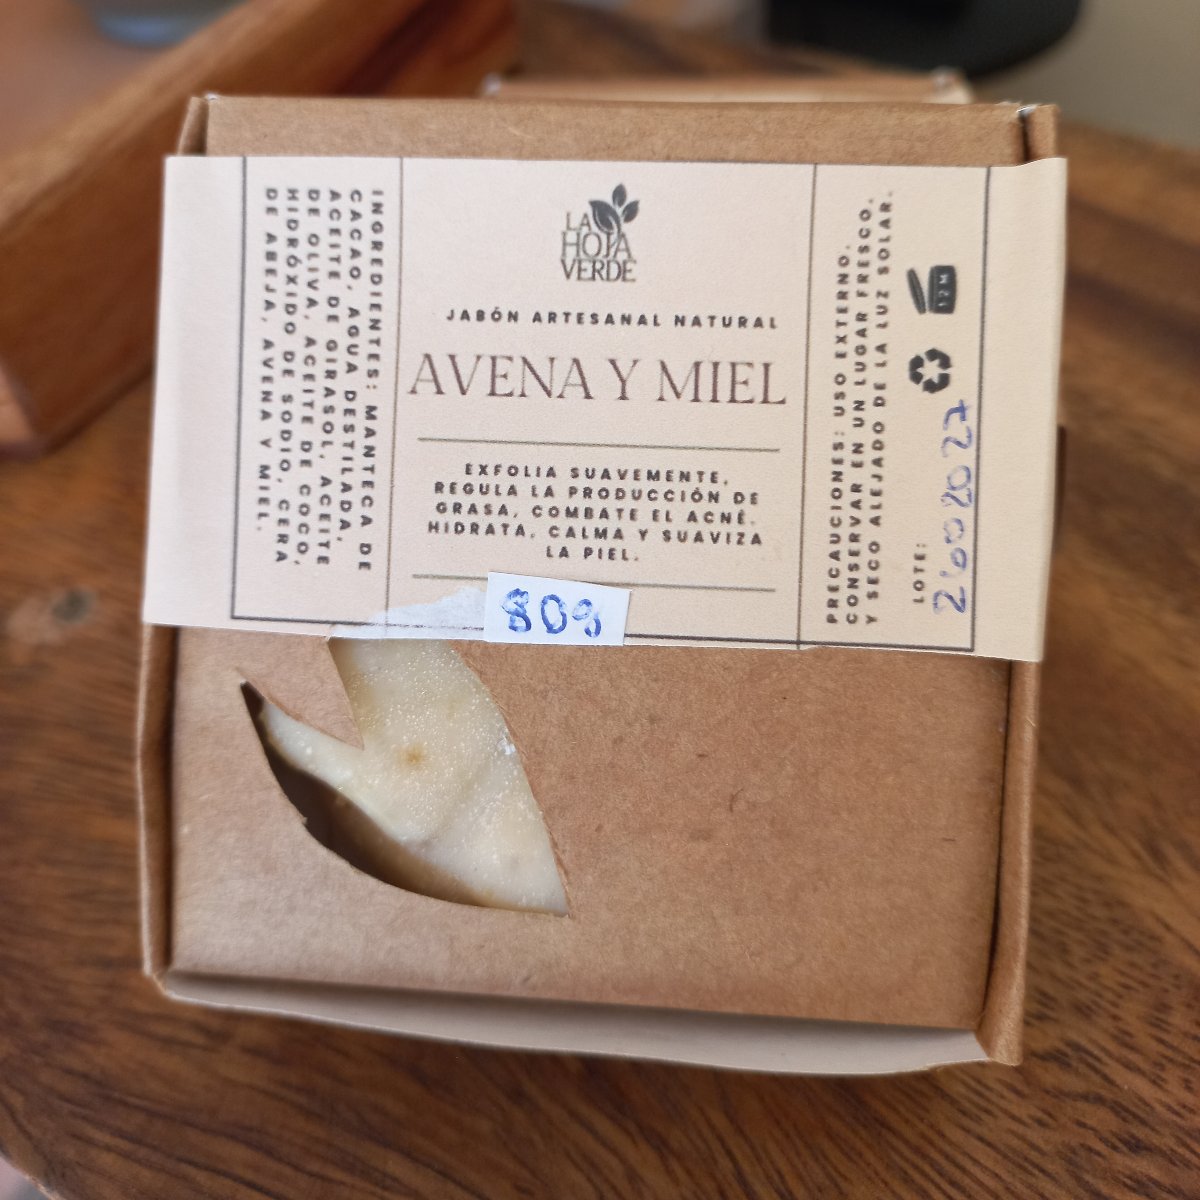 INGREDIENTES: MANTECA DE
CACAO, AGUA DESTILADA,
ACEITE DE GIRASOL, ACEITE
DE OLIVA, ACEITE DE COCO,
HIDRÓXIDO DE SODIO, CERA
DE ABEJA, AVENA Y MIEL.
LA
HOJA
VERDE
JABÓN ARTESANAL NATURAL
AVENA Y MIEL
EXFOLIA SUAVEMENTE,
REGULA LA PRODUCCIÓN DE
GRASA, COMBATE EL ACNÉ.
HIDRATA, CALMA Y SUAVIZA
LA PIEL.
80g
PRECAUCIONES: USO EXTERNO.
CONSERVAR EN UN LUGAR FRESCO,
Y SECO ALEJADO DE LA LUZ SOLAR.
12M
LOTE: